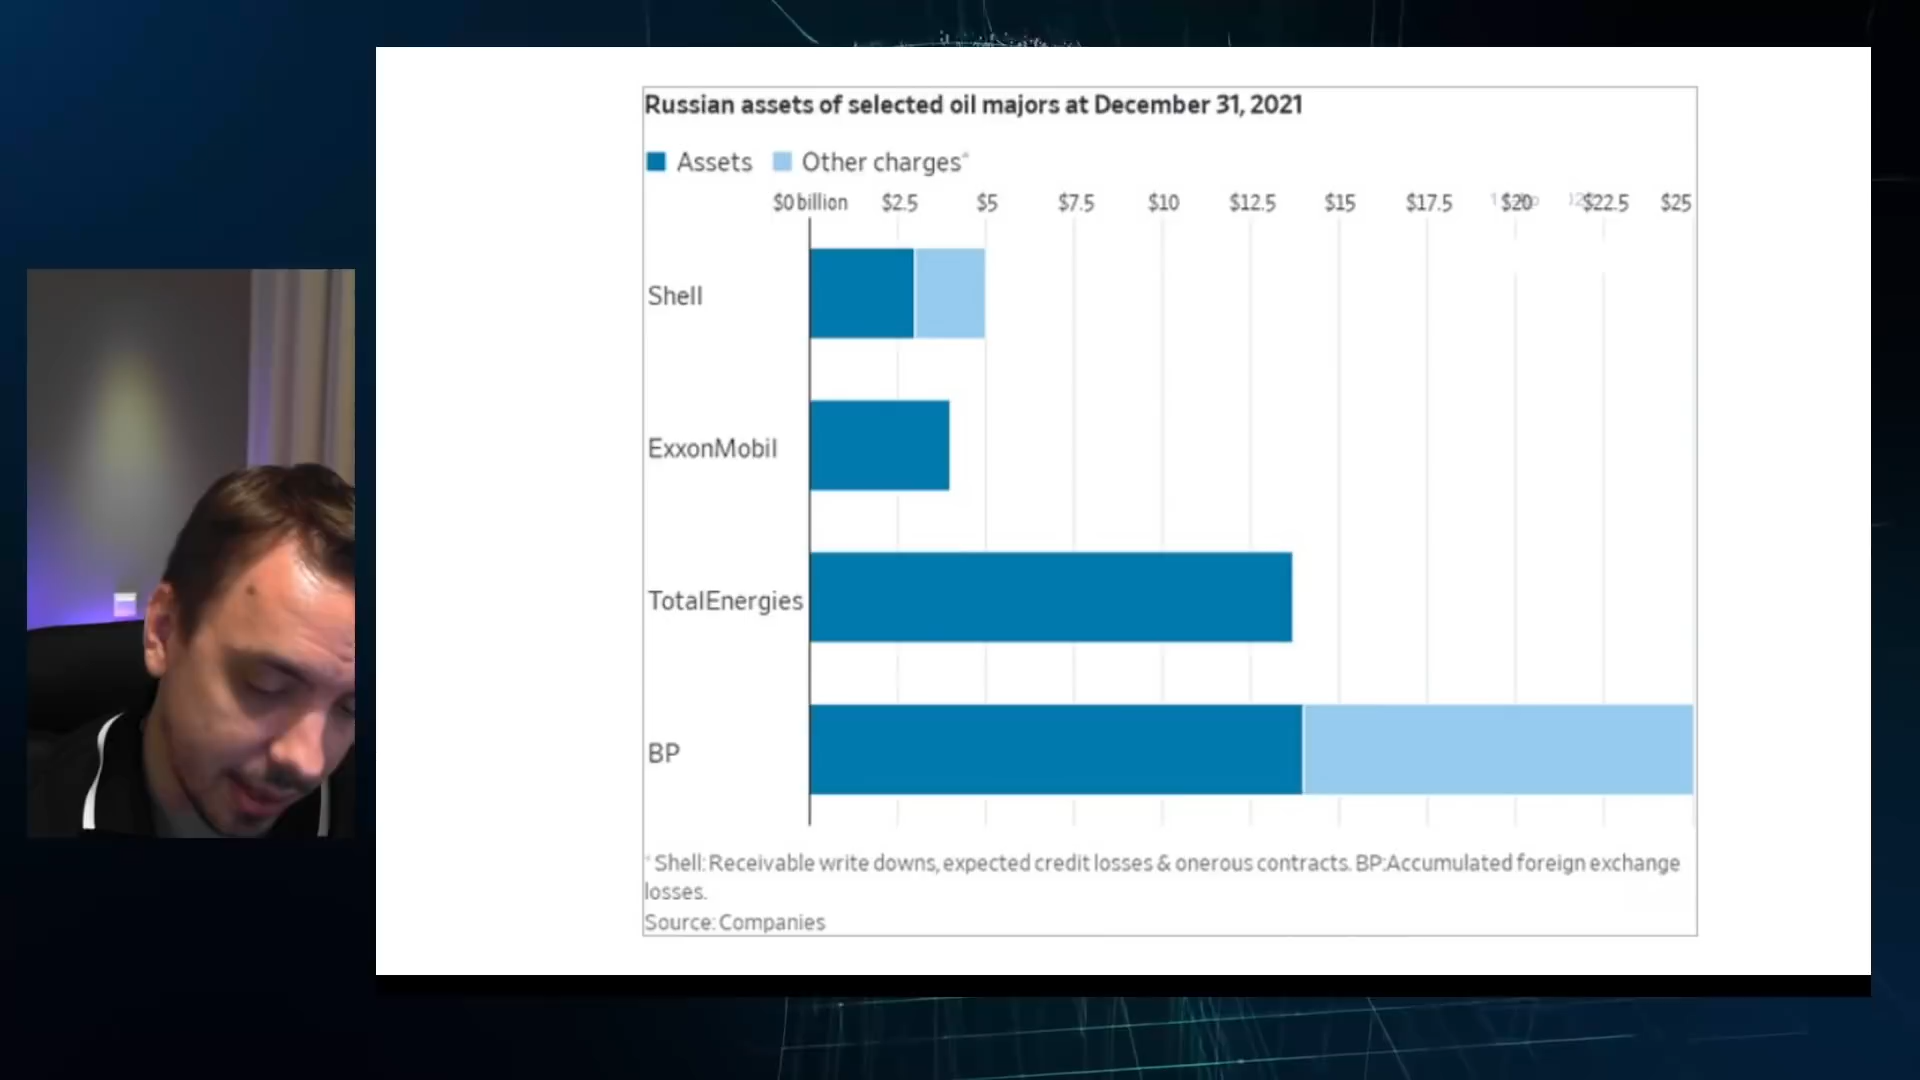 Russian assets of selected oil majors at December 31, 2021
Assets Other charges*
$0 billion $2.5 $5 $7.5 $10 $12.5 $15 $17.5 $20 $22.5 $25
Shell
ExxonMobil
TotalEnergies
BP
* Shell: Receivable write downs, expected credit losses & onerous contracts. BP:Accumulated foreign exchange
losses.
Source: Companies